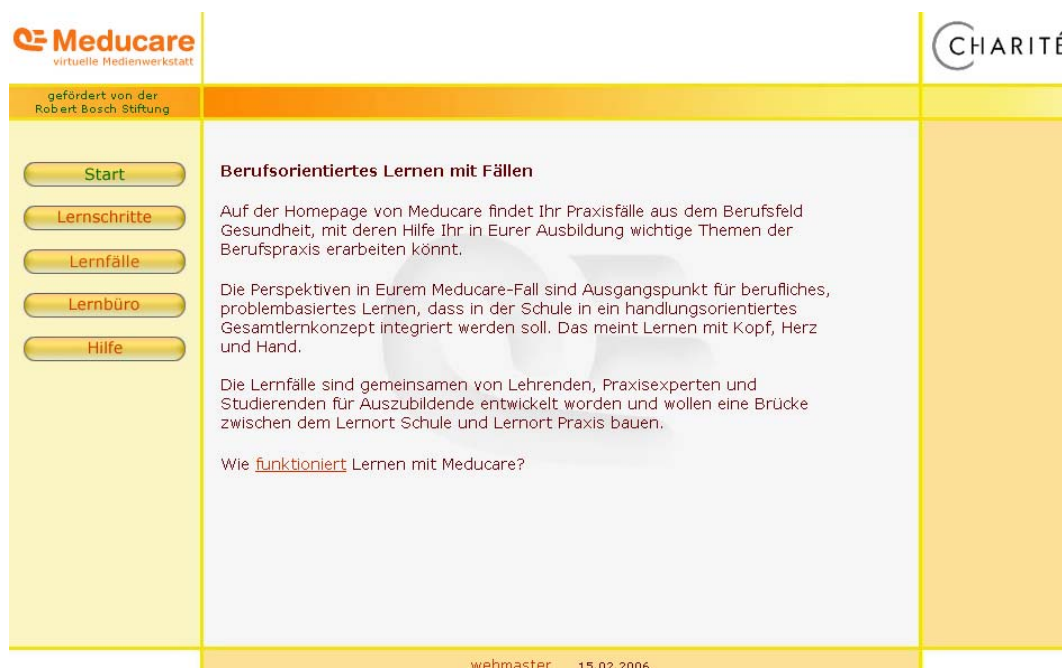 Meducare
virtuelle Medienwerkstatt
CHARITÉ
gefördert von der
Robert Bosch Stiftung
Start
Lernschritte
Lernfälle
Lernbüro
Hilfe
Berufsorientiertes Lernen mit Fällen
Auf der Homepage von Meducare findet Ihr Praxisfälle aus dem Berufsfeld
Gesundheit, mit deren Hilfe Ihr in Eurer Ausbildung wichtige Themen der
Berufspraxis erarbeiten könnt.
Die Perspektiven in Eurem Meducare-Fall sind Ausgangspunkt für berufliches,
problembasiertes Lernen, dass in der Schule in ein handlungsorientiertes
Gesamtlernkonzept integriert werden soll. Das meint Lernen mit Kopf, Herz
und Hand.
Die Lernfälle sind gemeinsamen von Lehrenden, Praxisexperten und
Studierenden für Auszubildende entwickelt worden und wollen eine Brücke
zwischen dem Lernort Schule und Lernort Praxis bauen.
Wie funktioniert Lernen mit Meducare?
webmaster 15.02.2006